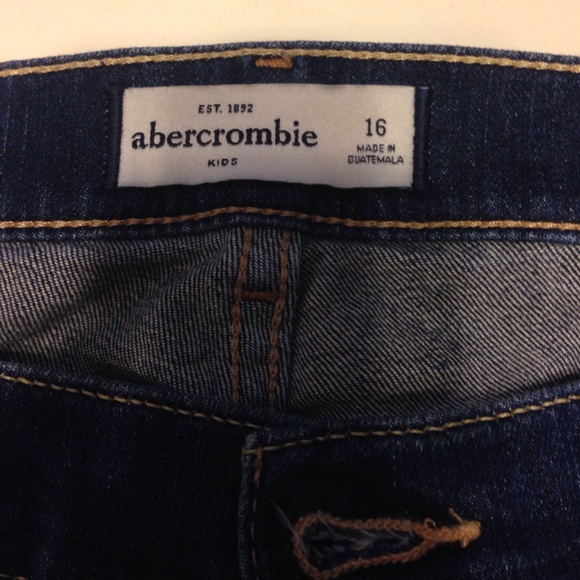 EST. 1892
abercrombie
KIDS
16
MADE IN
GUATEMALA